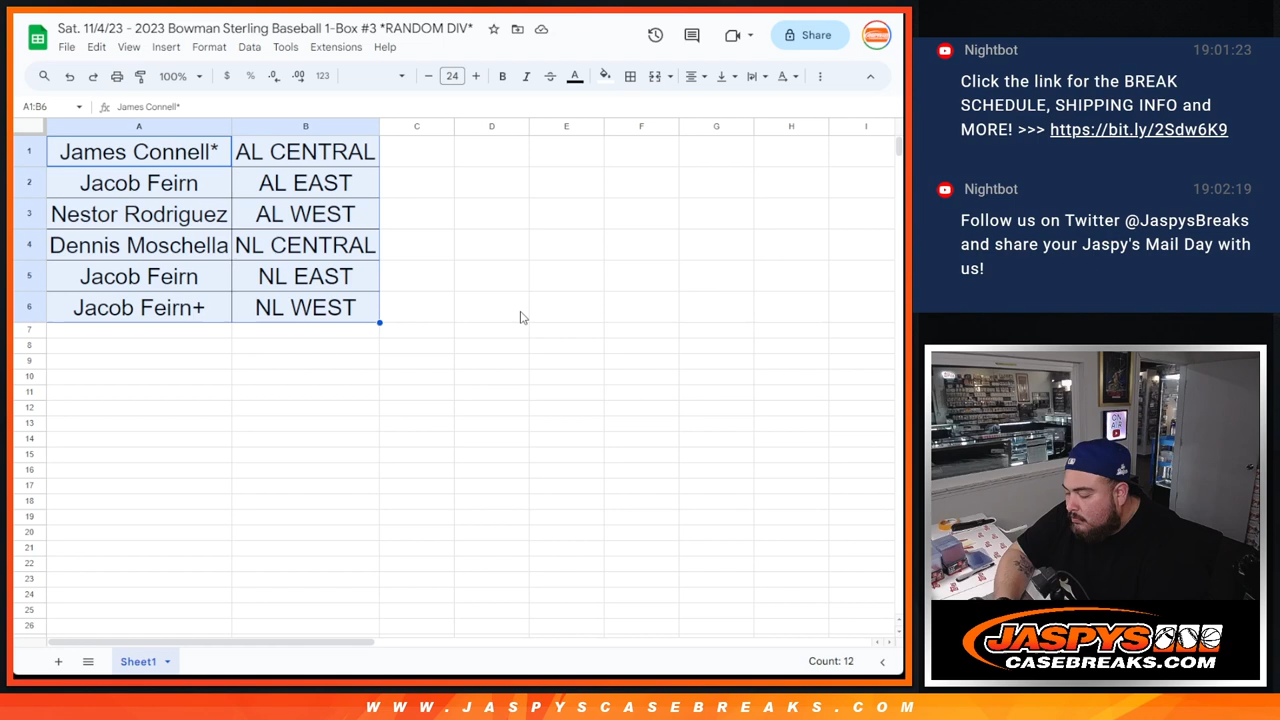 Sat. 11/4/23 - 2023 Bowman Sterling Baseball 1-Box #3 *RANDOM DIV*
File Edit View Insert Format Data Tools Extensions Help
Share
100% $ % .0 .00 123 24 B I A
A1:B6 fx James Connell*
A B C D E F G H I
1 James Connell* AL CENTRAL
2 Jacob Feirn AL EAST
3 Nestor Rodriguez AL WEST
4 Dennis Moschella NL CENTRAL
5 Jacob Feirn NL EAST
6 Jacob Feirn+ NL WEST
7
8
9
10
11
12
13
14
15
16
17
18
19
20
21
22
23
24
25
26
Sheet1 Count: 12
Nightbot 19:01:23
Click the link for the BREAK
SCHEDULE, SHIPPING INFO and
MORE! >>> https://bit.ly/2Sdw6K9
Nightbot 19:02:19
Follow us on Twitter @JaspysBreaks
and share your Jaspy's Mail Day with
us!
ON
AIR
JASPYS
CASEBREAKS.COM
WWW.JASPYSCASEBREAKS.COM